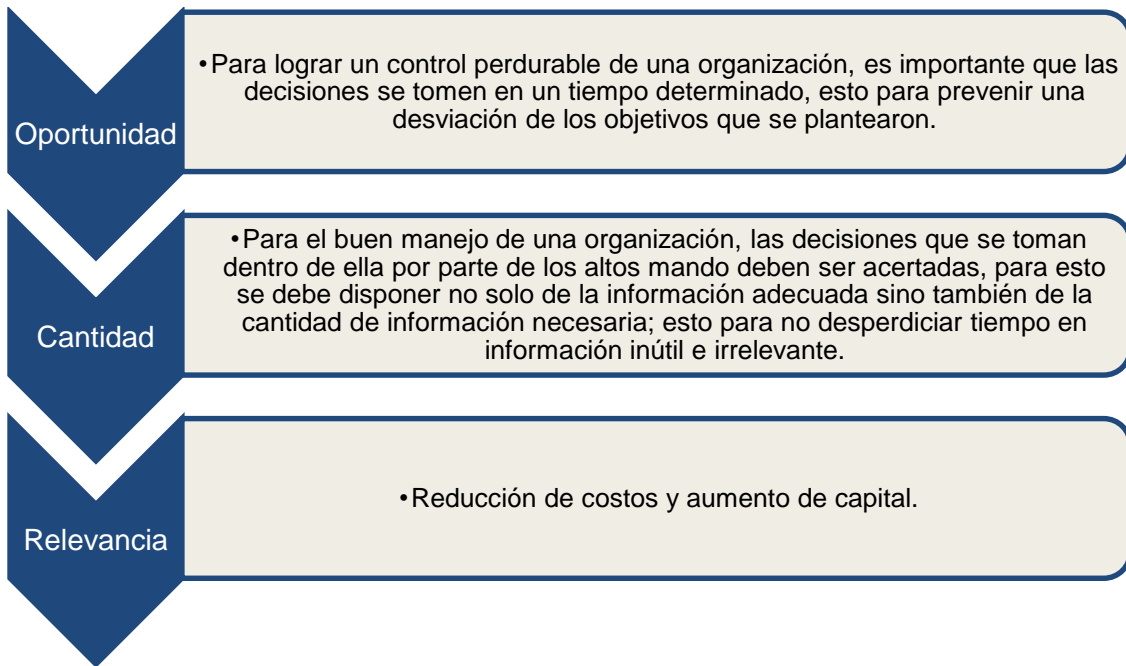 Oportunidad
•Para lograr un control perdurable de una organización, es importante que las
decisiones se tomen en un tiempo determinado, esto para prevenir una
desviación de los objetivos que se plantearon.
Cantidad
•Para el buen manejo de una organización, las decisiones que se toman
dentro de ella por parte de los altos mando deben ser acertadas, para esto
se debe disponer no solo de la información adecuada sino también de la
cantidad de información necesaria; esto para no desperdiciar tiempo en
información inútil e irrelevante.
Relevancia
•Reducción de costos y aumento de capital.